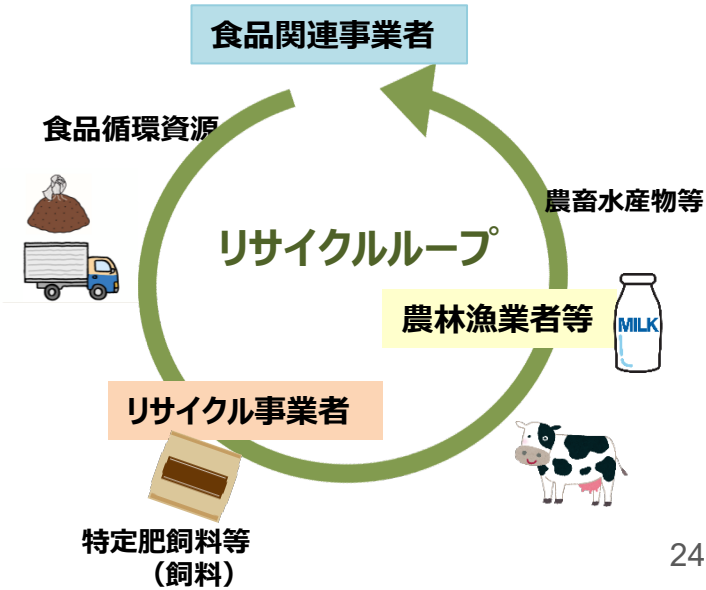 食品関連事業者
食品循環資源
農畜水産物等
リサイクルループ
農林漁業者等
MILK
リサイクル事業者
特定肥飼料等
（飼料）
24